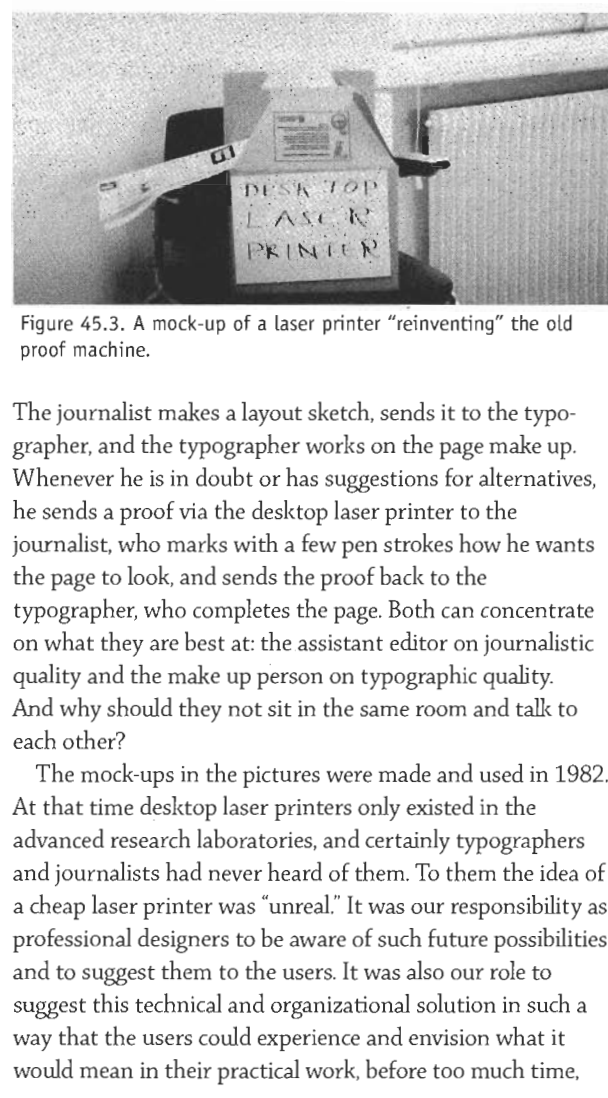 DESKTOP
LASER
PRINTER
Figure 45.3. A mock-up of a laser printer “reinventing” the old
proof machine.
The journalist makes a layout sketch, sends it to the typo-
grapher, and the typographer works on the page make up.
Whenever he is in doubt or has suggestions for alternatives,
he sends a proof via the desktop laser printer to the
journalist, who marks with a few pen strokes how he wants
the page to look, and sends the proof back to the
typographer, who completes the page. Both can concentrate
on what they are best at: the assistant editor on journalistic
quality and the make up person on typographic quality.
And why should they not sit in the same room and talk to
each other?
The mock-ups in the pictures were made and used in 1982.
At that time desktop laser printers only existed in the
advanced research laboratories, and certainly typographers
and journalists had never heard of them. To them the idea of
a cheap laser printer was “unreal.” It was our responsibility as
professional designers to be aware of such future possibilities
and to suggest them to the users. It was also our role to
suggest this technical and organizational solution in such a
way that the users could experience and envision what it
would mean in their practical work, before too much time,